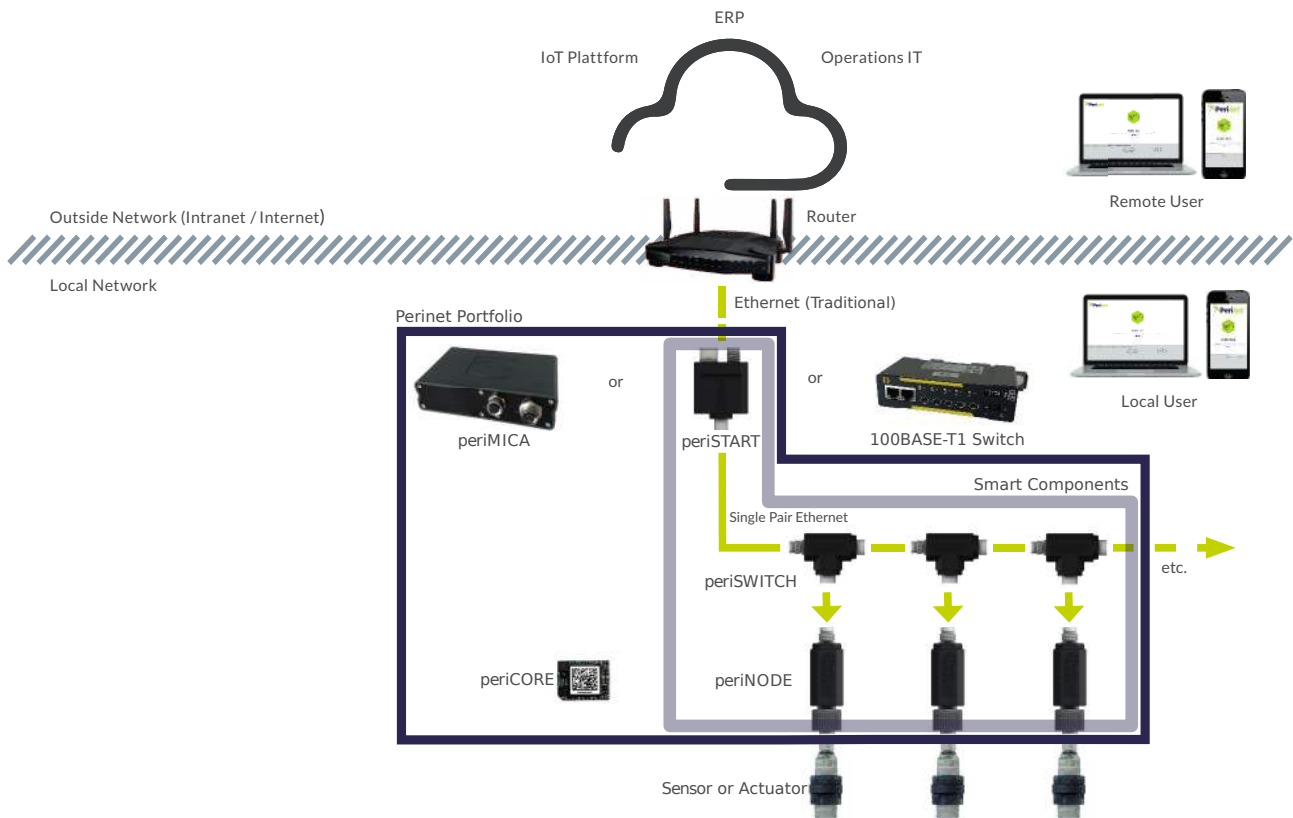 ERP
IoT Plattform
Operations IT
Remote User
Outside Network (Intranet / Internet)
Router
Local Network
Ethernet (Traditional)
Perinet Portfolio
or
or
Local User
periMICA
periSTART
100BASE-T1 Switch
Smart Components
Single Pair Ethernet
etc.
periSWITCH
periCORE
periNODE
Sensor or Actuator